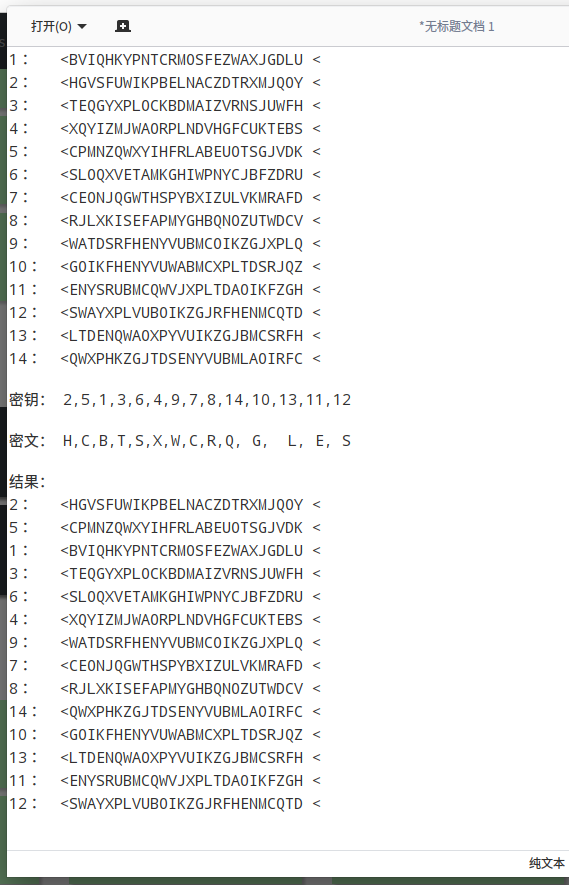 打开(O)
*无标题文档 1
1： <BVIQHKYPNTCRMOSFEZWAXJGDLU <
2： <HGVSFUWIKPBELNACZDTRXMJQOY <
3： <TEQGYXPLOCKBDMAIZVRNSJUWFH <
4： <XQYIZMJWAORPLNDVHGFCUKTEBS <
5： <CPMNZQWXYIHFRLABEUOTSGJVDK <
6： <SLOQXVETAMKGHIWPNYCJBFZDRU <
7： <CEONJQGWTHSPYBXIZULVKMRAFD <
8： <RJLXKISEFAPMYGHBQNOZUTWDCV <
9： <WATDSRFHENYVUBMCOIKZGJXPLQ <
10： <GOIKFHENYVUWABMCXPLTDSRJQZ <
11： <ENYSRUBMCQWVJXPLTDAOIKFZGH <
12： <SWAYXPLVUBOIKZGJRFHENMCQTD <
13： <LTDENQWAOXPYVUIKZGJBMCSRFH <
14： <QWXPHKZGJTDSENYVUBMLAOIRFC <
密钥： 2,5,1,3,6,4,9,7,8,14,10,13,11,12
密文： H,C,B,T,S,X,W,C,R,Q, G,  L, E, S
结果：
2： <HGVSFUWIKPBELNACZDTRXMJQOY <
5： <CPMNZQWXYIHFRLABEUOTSGJVDK <
1： <BVIQHKYPNTCRMOSFEZWAXJGDLU <
3： <TEQGYXPLOCKBDMAIZVRNSJUWFH <
6： <SLOQXVETAMKGHIWPNYCJBFZDRU <
4： <XQYIZMJWAORPLNDVHGFCUKTEBS <
9： <WATDSRFHENYVUBMCOIKZGJXPLQ <
7： <CEONJQGWTHSPYBXIZULVKMRAFD <
8： <RJLXKISEFAPMYGHBQNOZUTWDCV <
14： <QWXPHKZGJTDSENYVUBMLAOIRFC <
10： <GOIKFHENYVUWABMCXPLTDSRJQZ <
13： <LTDENQWAOXPYVUIKZGJBMCSRFH <
11： <ENYSRUBMCQWVJXPLTDAOIKFZGH <
12： <SWAYXPLVUBOIKZGJRFHENMCQTD <
纯文本